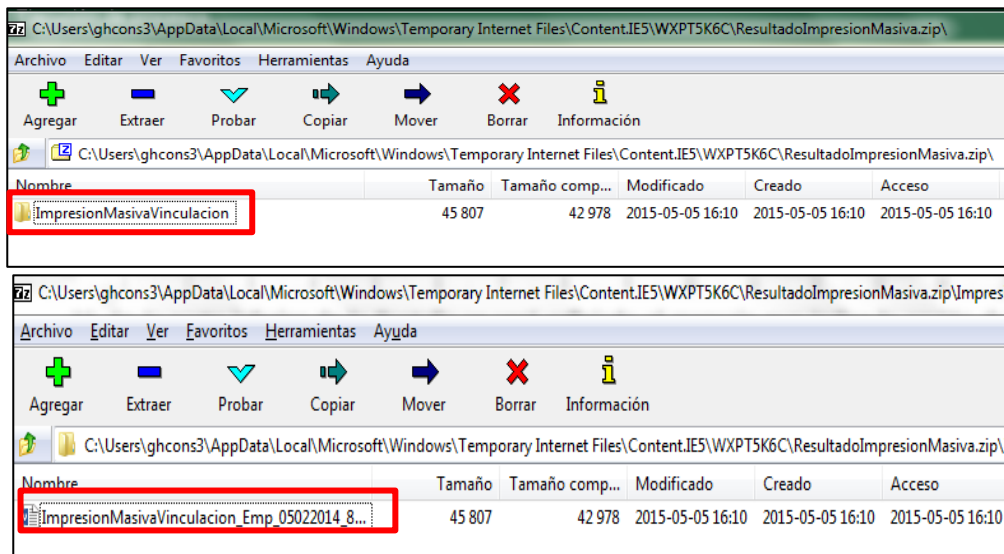 7z C:\Users\ghcons3\AppData\Local\Microsoft\Windows\Temporary Internet Files\Content.IE5\WXPT5K6C\ResultadoImpresionMasiva.zip\
Archivo Editar Ver Favoritos Herramientas Ayuda
Agregar Extraer Probar Copiar Mover Borrar Información
C:\Users\ghcons3\AppData\Local\Microsoft\Windows\Temporary Internet Files\Content.IE5\WXPT5K6C\ResultadoImpresionMasiva.zip\
Nombre Tamaño Tamaño comp... Modificado Creado Acceso
ImpresionMasivaVinculacion 45 807 42 978 2015-05-05 16:10 2015-05-05 16:10 2015-05-05 16:10
7z C:\Users\ghcons3\AppData\Local\Microsoft\Windows\Temporary Internet Files\Content.IE5\WXPT5K6C\ResultadoImpresionMasiva.zip\Impres
Archivo Editar Ver Favoritos Herramientas Ayuda
Agregar Extraer Probar Copiar Mover Borrar Información
C:\Users\ghcons3\AppData\Local\Microsoft\Windows\Temporary Internet Files\Content.IE5\WXPT5K6C\ResultadoImpresionMasiva.zip\
Nombre Tamaño Tamaño comp... Modificado Creado Acceso
ImpresionMasivaVinculacion_Emp_05022014_8... 45 807 42 978 2015-05-05 16:10 2015-05-05 16:10 2015-05-05 16:10